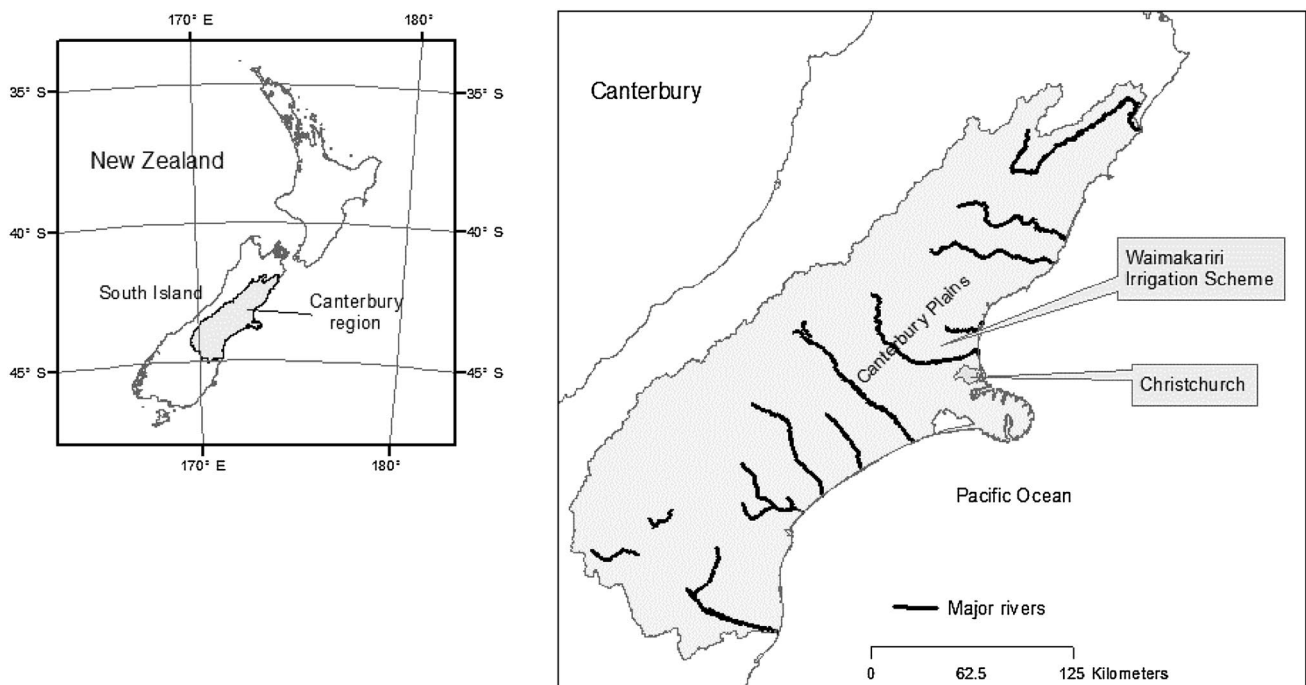 170° E
180°
35° S
35° S
New Zealand
40° S
40° S
South Island
Canterbury
region
45° S
45° S
170° E
180°
Canterbury
Canterbury Plains
Waimakariri
Irrigation Scheme
Christchurch
Pacific Ocean
Major rivers
0 62.5 125 Kilometers